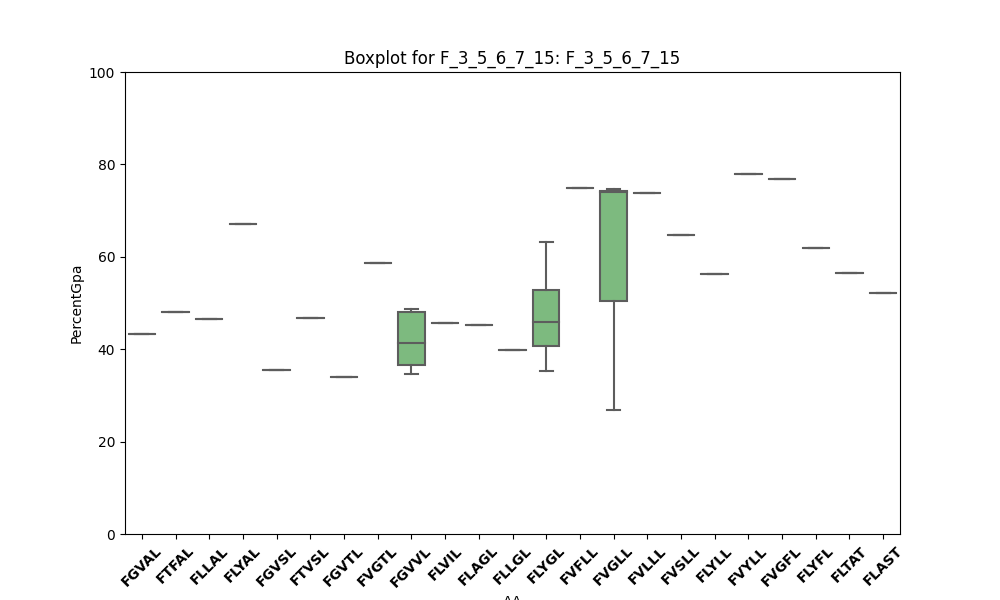 Boxplot for F_3_5_6_7_15: F_3_5_6_7_15
100
80
60
40
20
0
PercentGpa
FGVAL FTFAL FLLAL FLYAL FGVSL FTVSL FGVTL FVGTL FGVVL FLVIL FLAGL FLLGL FLYGL FVFLL FVGLL FVLLL FVSLL FLYLL FVYLL FVGFL FLYFL FLTAT FLAST
AA